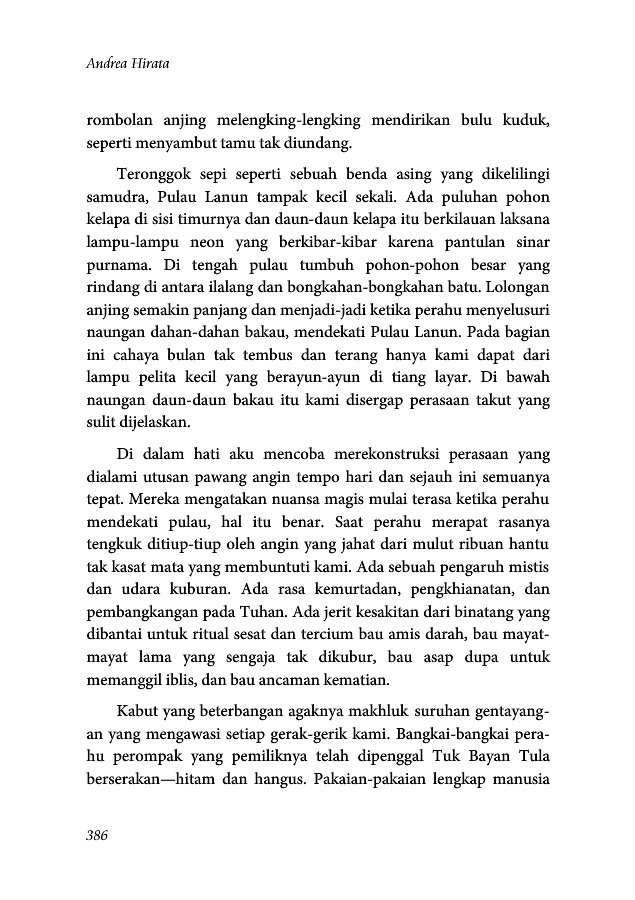 Andrea Hirata
rombolan anjing melengking-lengking mendirikan bulu kuduk,
seperti menyambut tamu tak diundang.
Teronggok sepi seperti sebuah benda asing yang dikelilingi
samudra, Pulau Lanun tampak kecil sekali. Ada puluhan pohon
kelapa di sisi timurnya dan daun-daun kelapa itu berkilauan laksana
lampu-lampu neon yang berkibar-kibar karena pantulan sinar
purnama. Di tengah pulau tumbuh pohon-pohon besar yang
rindang di antara ilalang dan bongkahan-bongkahan batu. Lolongan
anjing semakin panjang dan menjadi-jadi ketika perahu menyelusuri
naungan dahan-dahan bakau, mendekati Pulau Lanun. Pada bagian
ini cahaya bulan tak tembus dan terang hanya kami dapat dari
lampu pelita kecil yang berayun-ayun di tiang layar. Di bawah
naungan daun-daun bakau itu kami disergap perasaan takut yang
sulit dijelaskan.
Di dalam hati aku mencoba merekonstruksi perasaan yang
dialami utusan pawang angin tempo hari dan sejauh ini semuanya
tepat. Mereka mengatakan nuansa magis mulai terasa ketika perahu
mendekati pulau, hal itu benar. Saat perahu merapat rasanya
tengkuk ditiup-tiup oleh angin yang jahat dari mulut ribuan hantu
tak kasat mata yang membuntuti kami. Ada sebuah pengaruh mistis
dan udara kuburan. Ada rasa kemurtadan, pengkhianatan, dan
pembangkangan pada Tuhan. Ada jerit kesakitan dari binatang yang
dibantai untuk ritual sesat dan tercium bau amis darah, bau mayat-
mayat lama yang sengaja tak dikubur, bau asap dupa untuk
memanggil iblis, dan bau ancaman kematian.
Kabut yang beterbangan agaknya makhluk suruhan gentayang-
an yang mengawasi setiap gerak-gerik kami. Bangkai-bangkai pera-
hu perompak yang pemiliknya telah dipenggal Tuk Bayan Tula
berserakan—hitam dan hangus. Pakaian-pakaian lengkap manusia
386